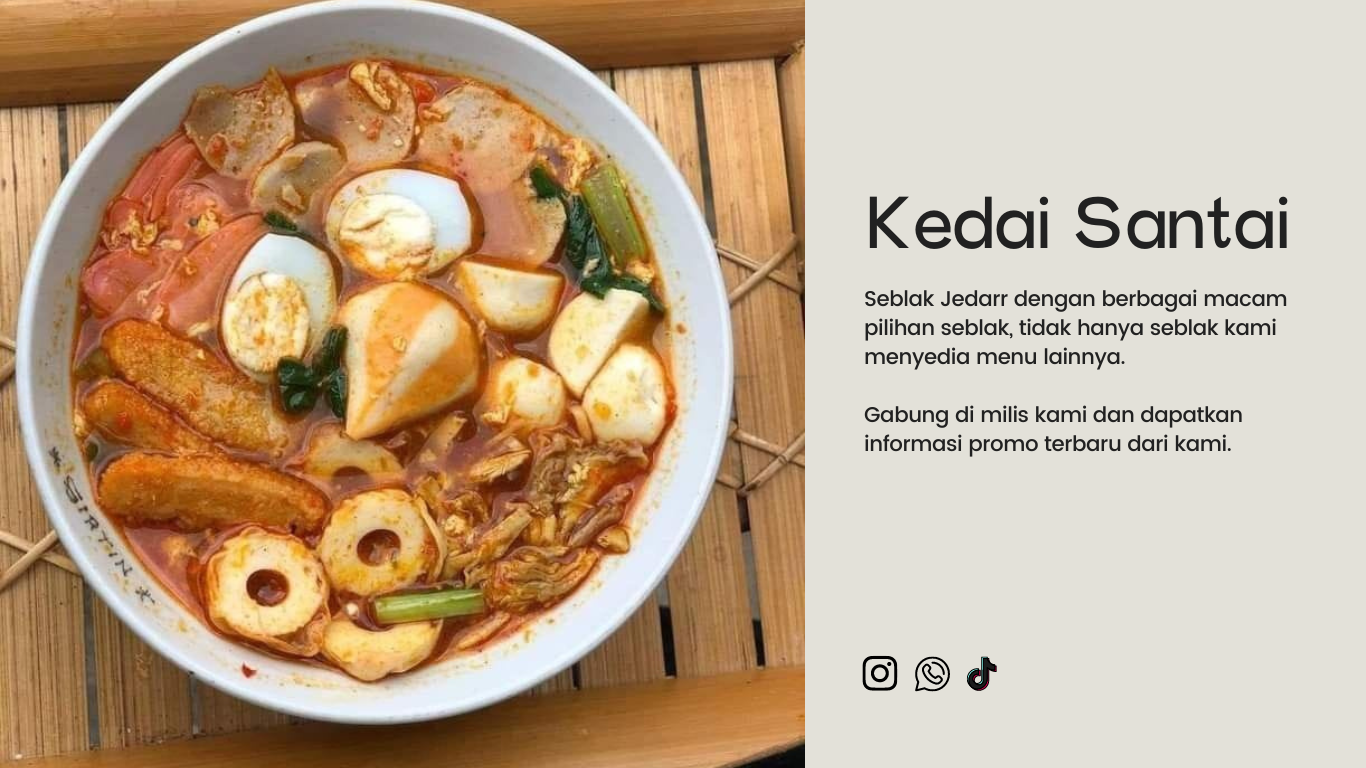 Kedai Santai
Seblak Jedarr dengan berbagai macam
pilihan seblak, tidak hanya seblak kami
menyedia menu lainnya.
Gabung di milis kami dan dapatkan
informasi promo terbaru dari kami.